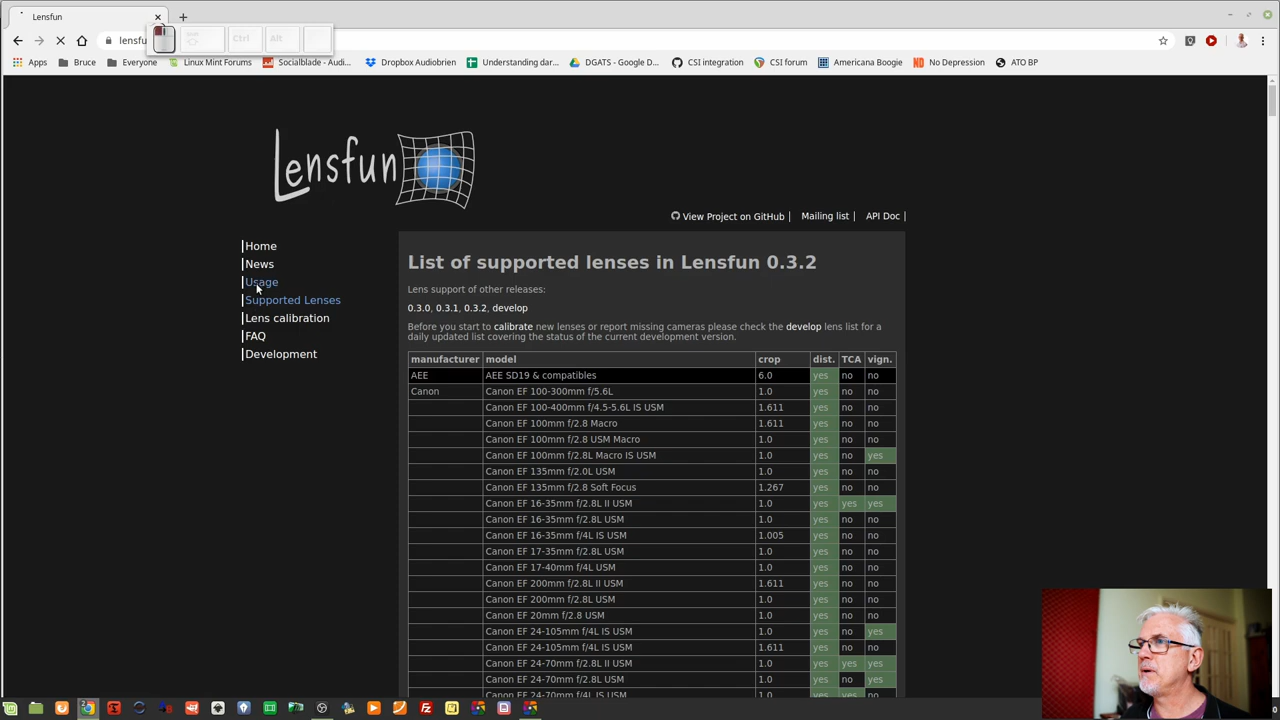 Lensfun
lensfu
Ctrl
Alt
Apps
Bruce
Everyone
Linux Mint Forums
Socialblade - Audi...
Dropbox Audiobrien
Understanding dar...
DGATS - Google D...
CSI integration
CSI forum
Americana Boogie
ND No Depression
ATO BP
Lensfun
View Project on GitHub |
Mailing list |
API Doc |
Home
News
Usage
Supported Lenses
Lens calibration
FAQ
Development
List of supported lenses in Lensfun 0.3.2
Lens support of other releases:
0.3.0, 0.3.1, 0.3.2, develop
Before you start to calibrate new lenses or report missing cameras please check the develop lens list for a
daily updated list covering the status of the current development version.
manufacturer model crop dist. TCA vign.
AEE AEE SD19 & compatibles 6.0 yes no no
Canon Canon EF 100-300mm f/5.6L 1.0 yes no no
Canon EF 100-400mm f/4.5-5.6L IS USM 1.611 yes no no
Canon EF 100mm f/2.8 Macro 1.611 yes no no
Canon EF 100mm f/2.8 USM Macro 1.0 yes no no
Canon EF 100mm f/2.8L Macro IS USM 1.0 yes no yes
Canon EF 135mm f/2.0L USM 1.0 yes no no
Canon EF 135mm f/2.8 Soft Focus 1.267 yes no no
Canon EF 16-35mm f/2.8L II USM 1.0 yes yes yes
Canon EF 16-35mm f/2.8L USM 1.0 yes no no
Canon EF 16-35mm f/4L IS USM 1.005 yes no no
Canon EF 17-35mm f/2.8L USM 1.0 yes no no
Canon EF 17-40mm f/4L USM 1.0 yes no no
Canon EF 200mm f/2.8L II USM 1.611 yes no no
Canon EF 200mm f/2.8L USM 1.0 yes no no
Canon EF 20mm f/2.8 USM 1.0 yes no no
Canon EF 24-105mm f/4L IS USM 1.0 yes no yes
Canon EF 24-105mm f/4L IS USM 1.611 yes no no
Canon EF 24-70mm f/2.8L II USM 1.0 yes yes yes
Canon EF 24-70mm f/2.8L USM 1.0 yes no yes
Canon EF 24-70mm f/4L IS USM 1.0 yes yes no